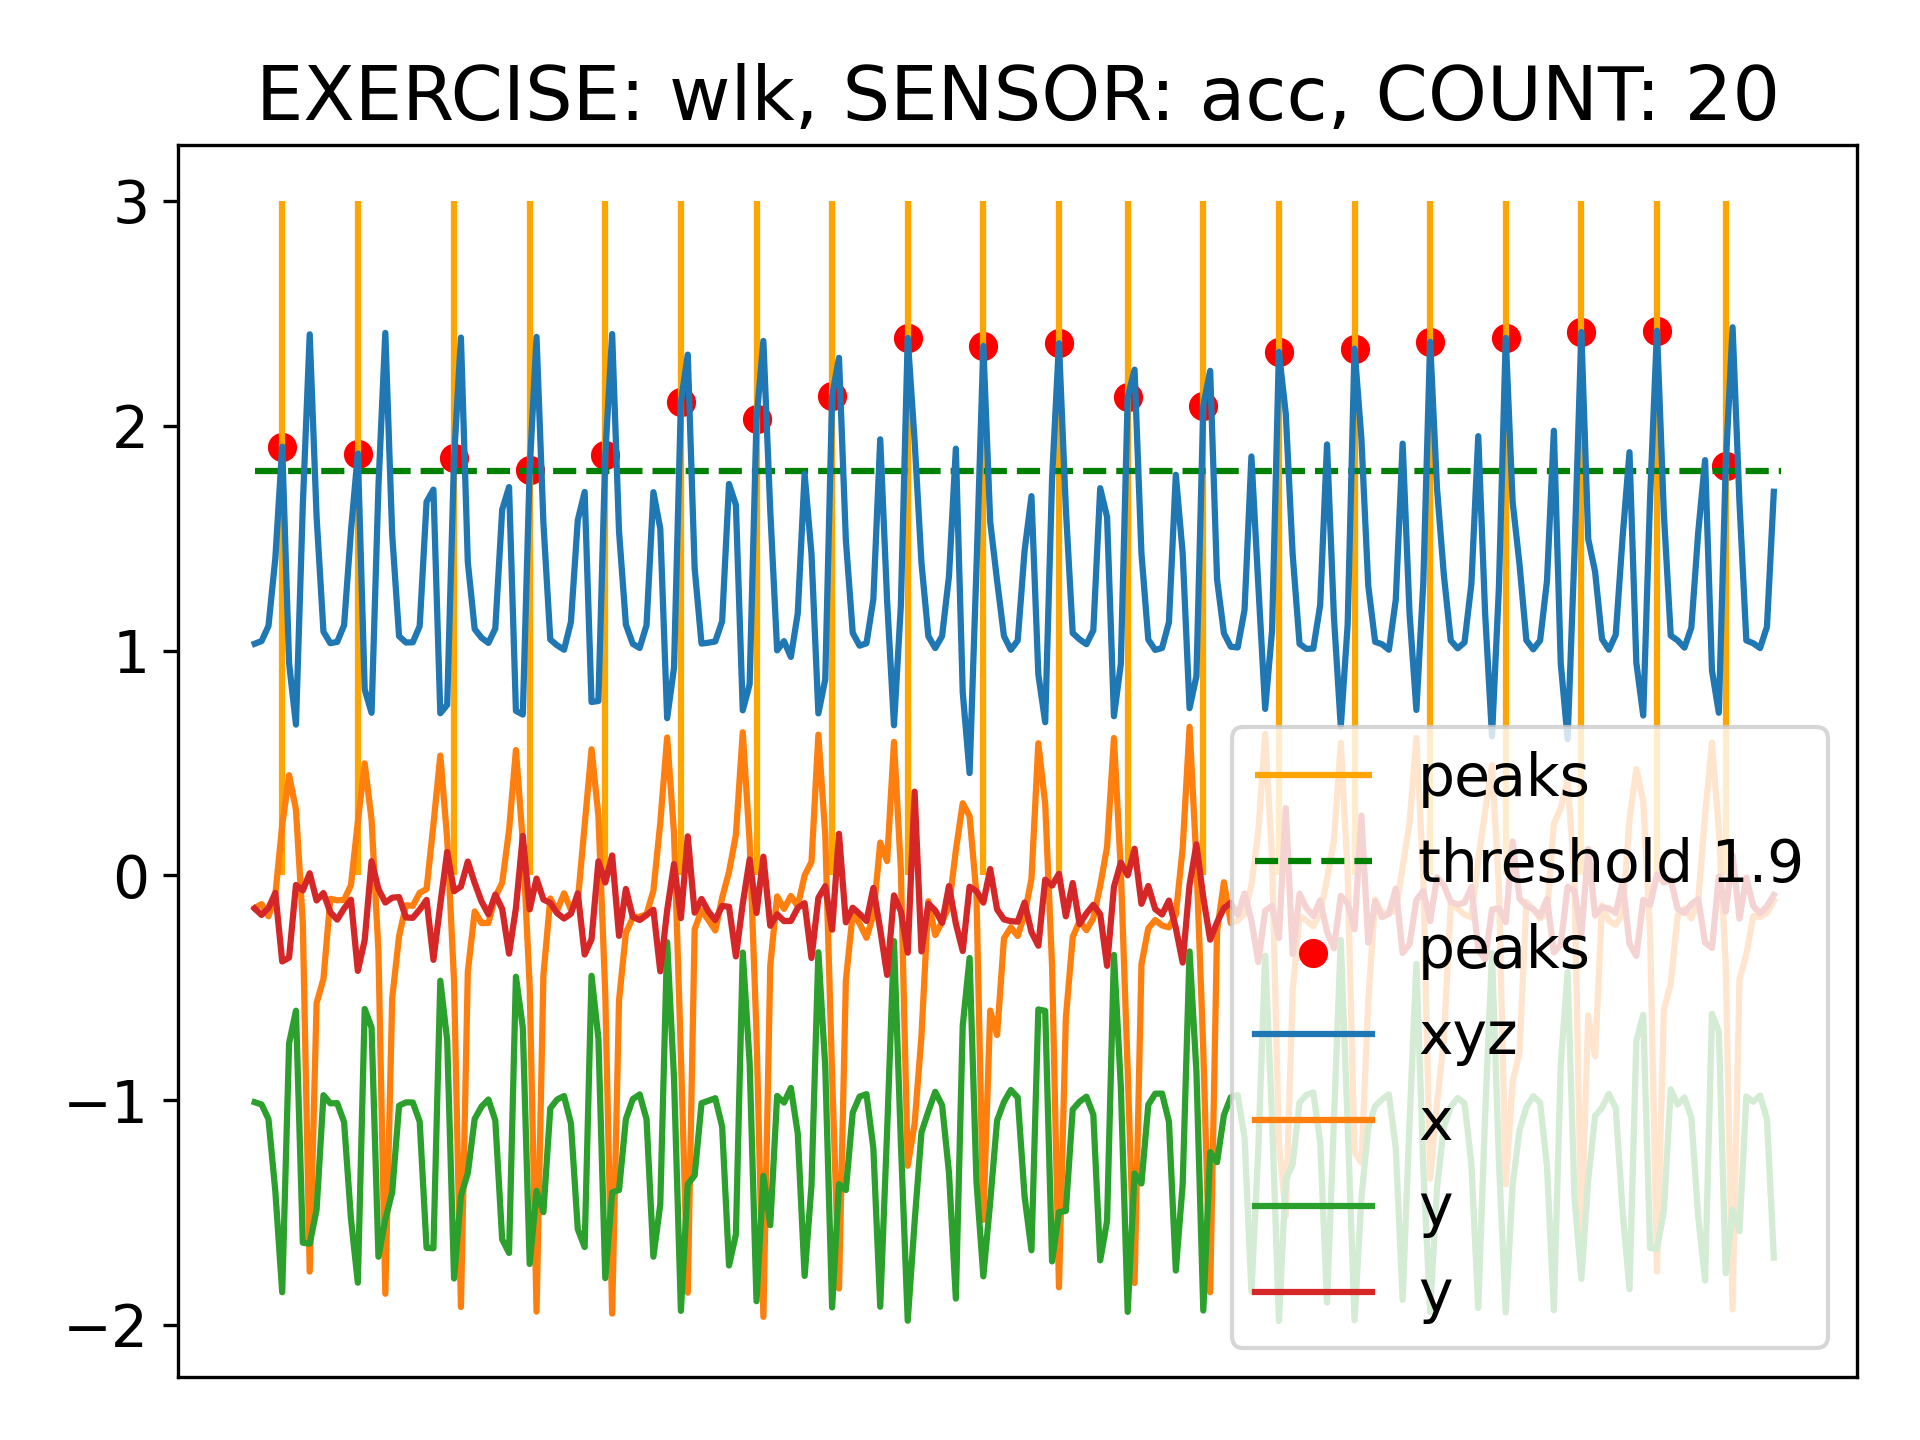 EXERCISE: wlk, SENSOR: acc, COUNT: 20
3
2
1
0
−1
−2
peaks
threshold 1.9
peaks
xyz
x
y
y